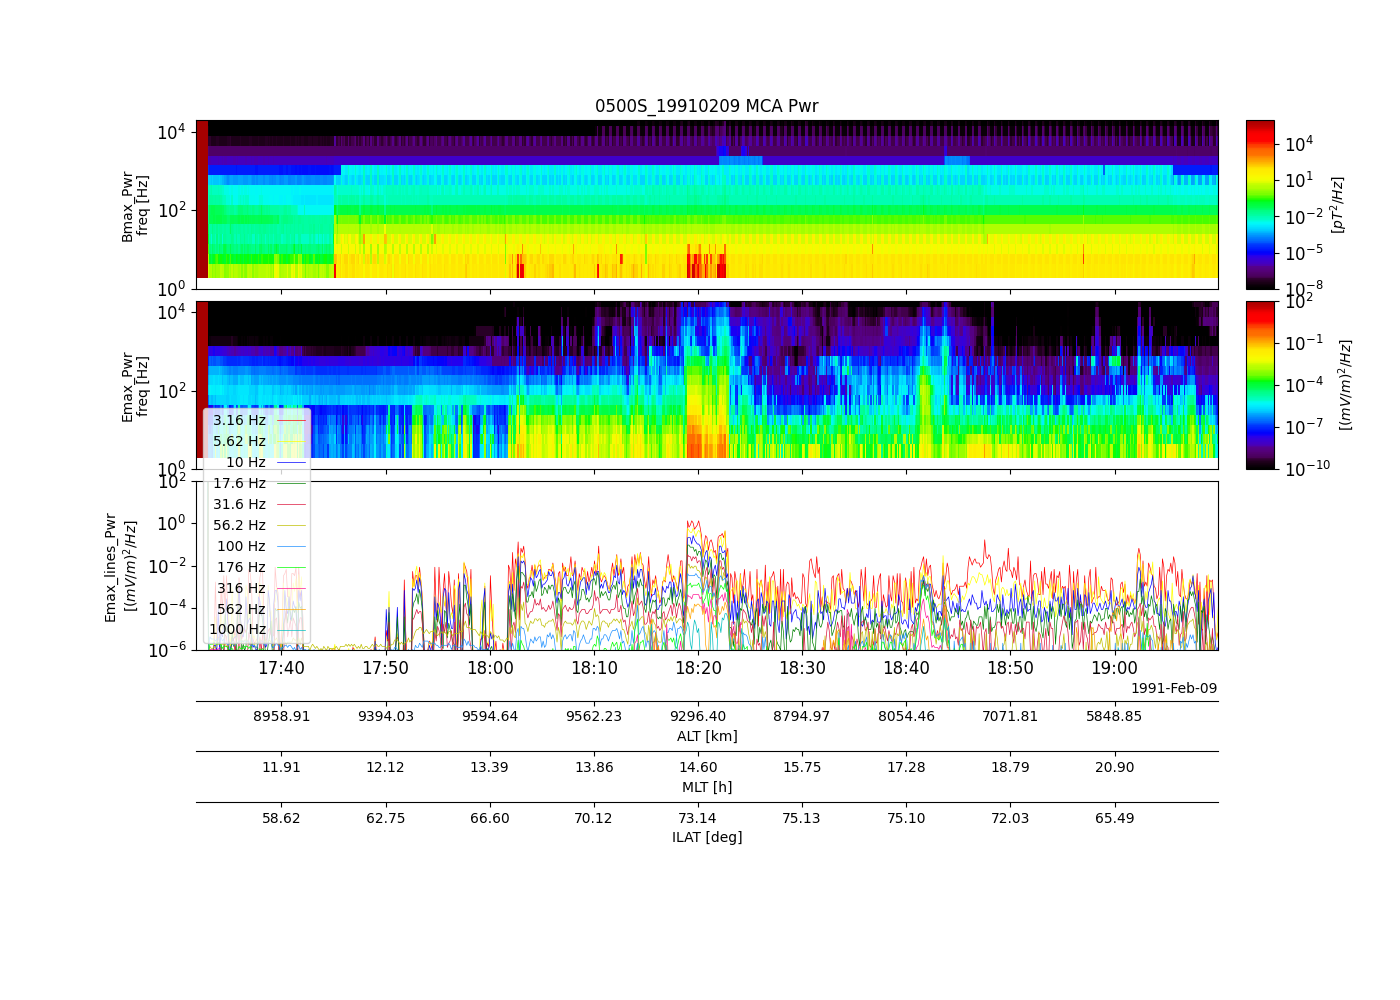 0500S_19910209 MCA Pwr
Bmax_Pwr
freq [Hz]
10^4
10^2
10^0
10^4
10^1
10^−2
10^−5
10^−8
[pT^2/Hz]
Emax_Pwr
freq [Hz]
10^4
10^2
10^0
10^2
10^−1
10^−4
10^−7
10^−10
[(mV/m)^2/Hz]
Emax_lines_Pwr
[(mV/m)^2/Hz]
10^2
10^0
10^−2
10^−4
10^−6
3.16 Hz
5.62 Hz
10 Hz
17.6 Hz
31.6 Hz
56.2 Hz
100 Hz
176 Hz
316 Hz
562 Hz
1000 Hz
17:40 17:50 18:00 18:10 18:20 18:30 18:40 18:50 19:00
1991-Feb-09
8958.91 9394.03 9594.64 9562.23 9296.40 8794.97 8054.46 7071.81 5848.85
ALT [km]
11.91 12.12 13.39 13.86 14.60 15.75 17.28 18.79 20.90
MLT [h]
58.62 62.75 66.60 70.12 73.14 75.13 75.10 72.03 65.49
ILAT [deg]